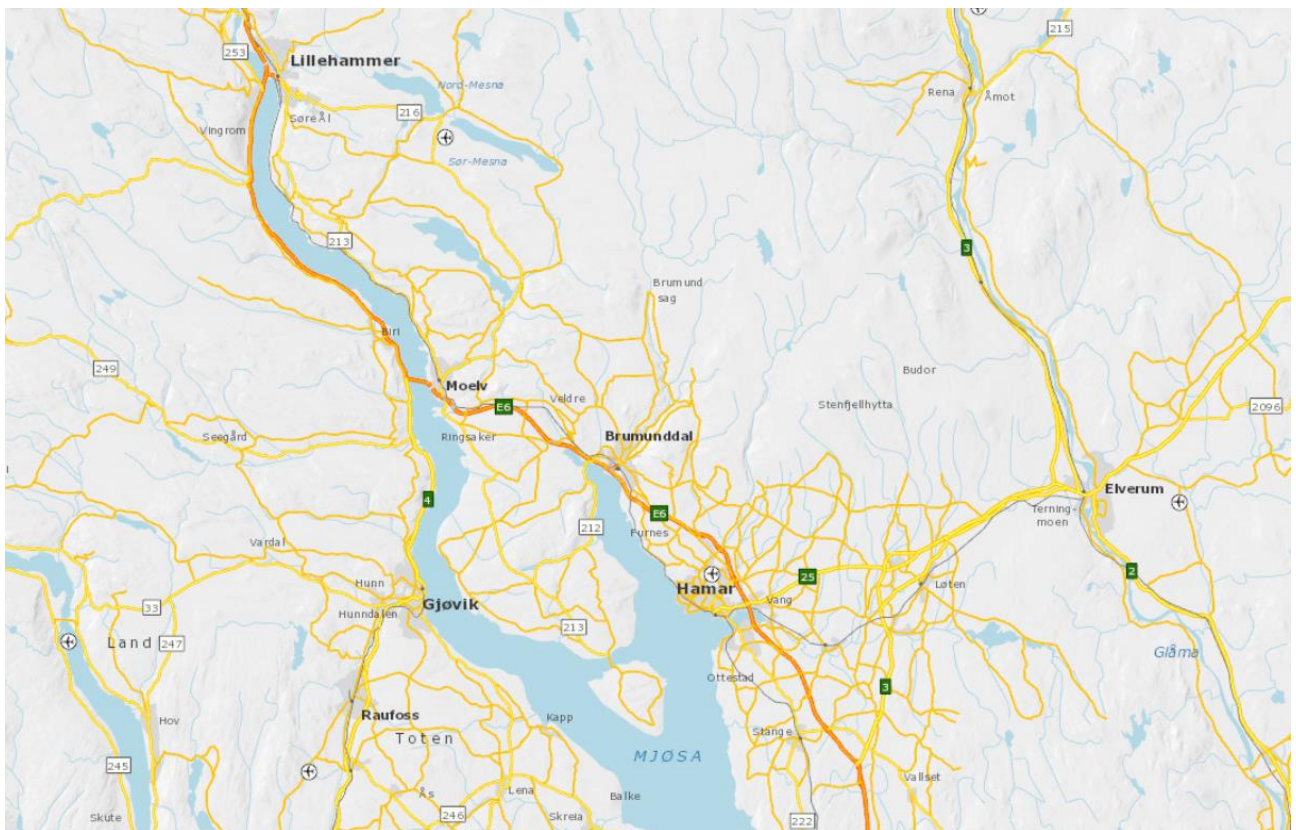 215
253
Lillehammer
Nord-Mesna
Rena
Åmot
216
Søre Ål
Vingrom
Sør-Mesna
213
3
Brumund
sag
Biri
249
Moelv
Budor
E6
Veldre
Stenfjellhytta
2096
Seegård
Ringsaker
Brumunddal
Elverum
4
Terning-
moen
E6
212
Furnes
Vardal
2
25
Hunn
Hamar
Løten
33
Hunndalen
Gjøvik
Vang
213
Land
247
Glåma
Ottestad
3
Raufoss
Hov
Kapp
Toten
Stange
MJØSA
245
Vallset
Ås
Lena
Balke
Skute
246
Skreia
222